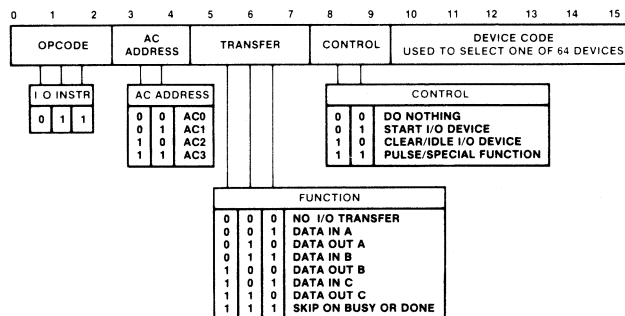 0 1 2 3 4 5 6 7 8 9 10 11 12 13 14 15
OPCODE
AC ADDRESS
TRANSFER
CONTROL
DEVICE CODE
USED TO SELECT ONE OF 64 DEVICES
I O INSTR
0 1 1
AC ADDRESS
0 0 AC0
0 1 AC1
1 0 AC2
1 1 AC3
CONTROL
0 0 DO NOTHING
0 1 START I/O DEVICE
1 0 CLEAR/IDLE I/O DEVICE
1 1 PULSE/SPECIAL FUNCTION
FUNCTION
0 0 0 NO I/O TRANSFER
0 0 1 DATA IN A
0 1 0 DATA OUT A
0 1 1 DATA IN B
1 0 0 DATA OUT B
1 0 1 DATA IN C
1 1 0 DATA OUT C
1 1 1 SKIP ON BUSY OR DONE